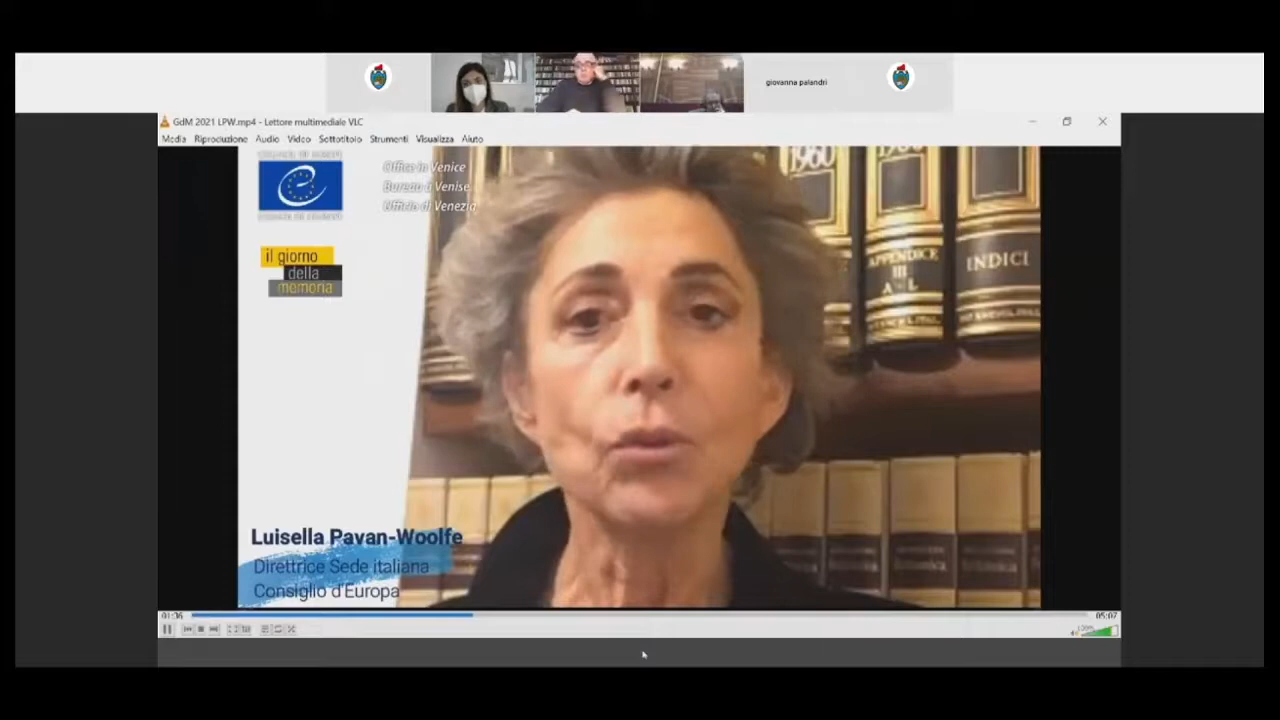 giovanna palandri
GdM 2021 LPW.mp4 - Lettore multimediale VLC
Media Riproduzione Audio Video Sottotitolo Strumenti Visualizza Aiuto
Office in Venice
Bureau à Venise
Ufficio di Venezia
il giorno
della
memoria
1960
APPENDICE
III
A - L
INDICI
Luisella Pavan-Woolfe
Direttrice Sede italiana
Consiglio d'Europa
01:36
05:07